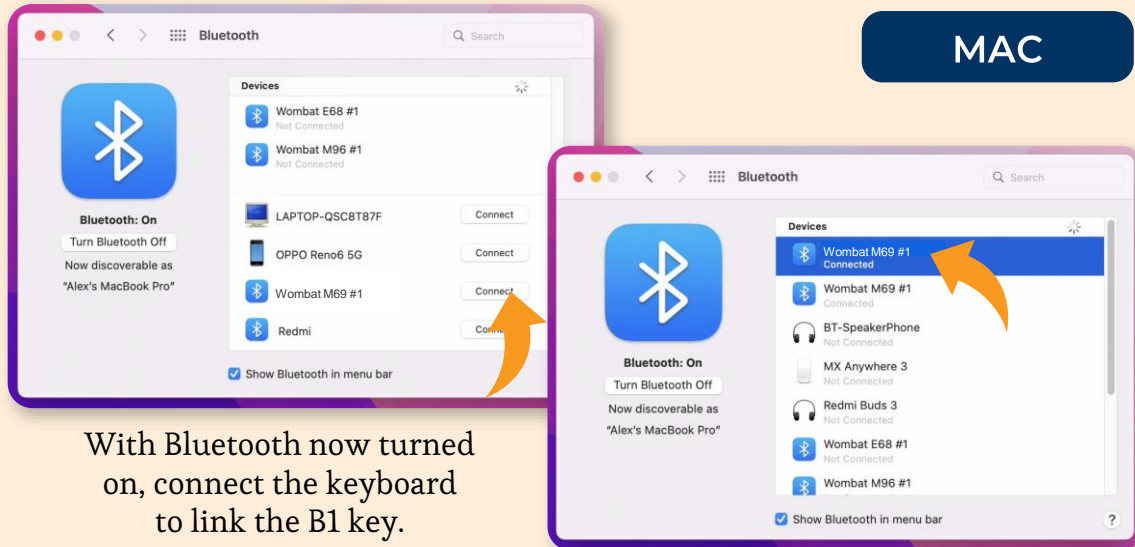 MAC
Bluetooth
Search
Devices
Wombat E68 #1
Not Connected
Wombat M96 #1
Not Connected
LAPTOP-QSC8T87F
Connect
OPPO Reno6 5G
Connect
Wombat M69 #1
Connect
Redmi
Bluetooth: On
Turn Bluetooth Off
Now discoverable as
“Alex's MacBook Pro”
Show Bluetooth in menu bar
With Bluetooth now turned
on, connect the keyboard
to link the B1 key.
Bluetooth
Search
Devices
Wombat M69 #1
Connected
Wombat M69 #1
Connected
BT-SpeakerPhone
Not Connected
MX Anywhere 3
Not Connected
Redmi Buds 3
Not Connected
Wombat E68 #1
Not Connected
Wombat M96 #1
Bluetooth: On
Turn Bluetooth Off
Now discoverable as
“Alex's MacBook Pro”
Show Bluetooth in menu bar
?